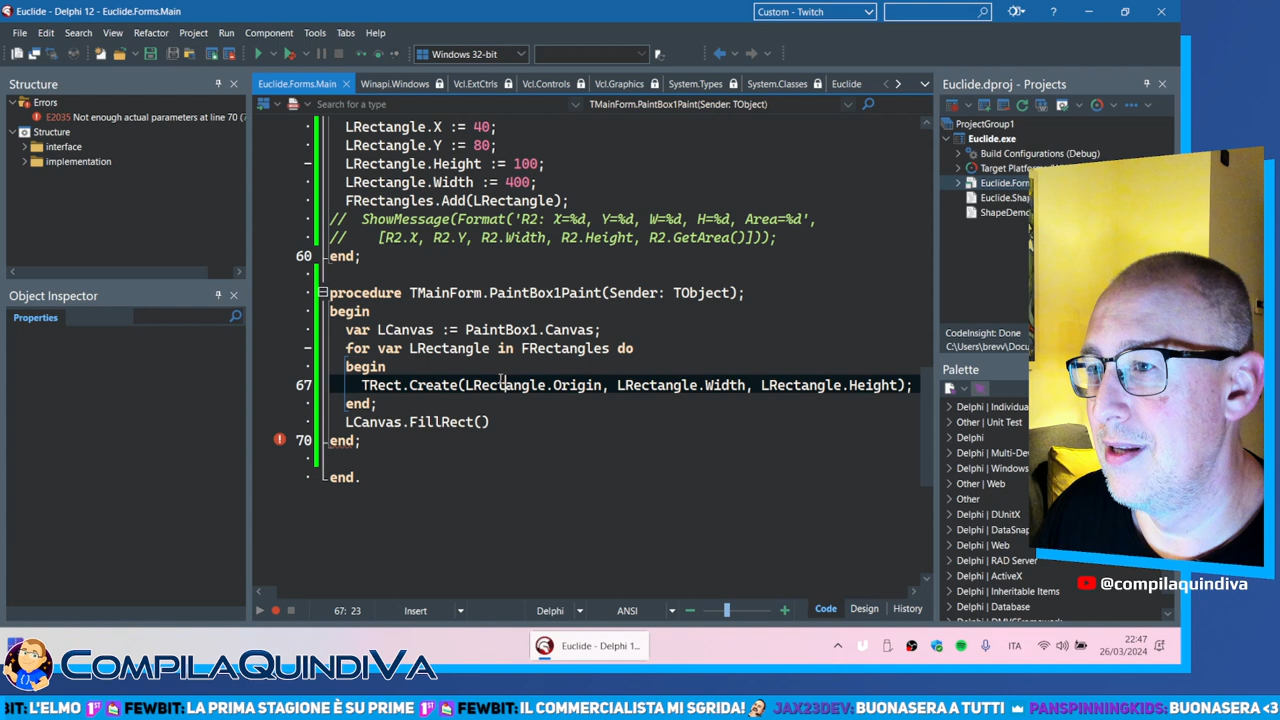 Euclide - Delphi 12 - Euclide.Forms.Main
Custom - Twitch
File Edit Search View Refactor Project Run Component Tools Tabs Help
Windows 32-bit
Structure
Errors
E2035 Not enough actual parameters at line 70 (7
Structure
interface
implementation
Object Inspector
Properties
Euclide.Forms.Main Winapi.Windows Vcl.ExtCtrls Vcl.Controls Vcl.Graphics System.Types System.Classes Euclide
Search for a type
TMainForm.PaintBox1Paint(Sender: TObject)
LRectangle.X := 40;
LRectangle.Y := 80;
LRectangle.Height := 100;
LRectangle.Width := 400;
FRectangles.Add(LRectangle);
// ShowMessage(Format('R2: X=%d, Y=%d, W=%d, H=%d, Area=%d',
// [R2.X, R2.Y, R2.Width, R2.Height, R2.GetArea()]));
60 end;
procedure TMainForm.PaintBox1Paint(Sender: TObject);
begin
var LCanvas := PaintBox1.Canvas;
for var LRectangle in FRectangles do
begin
67 TRect.Create(LRectangle.Origin, LRectangle.Width, LRectangle.Height);
end;
LCanvas.FillRect()
70 end;
end.
67: 23 Insert Delphi ANSI Code Design History
Euclide.dproj - Projects
ProjectGroup1
Euclide.exe
Build Configurations (Debug)
Target Platforms
Euclide.Form
Euclide.Sha
ShapeDemo
CodeInsight: Done
C:\Users\brevv\Docu
Palette
Delphi | Individua
Other | Unit Test
Delphi
Delphi | Multi-Dev
Delphi | Windows
Other | Web
Other
Delphi | DUnitX
Delphi | DataSnap
Delphi | Web
Delphi | RAD Server
Delphi | ActiveX
Delphi | Inheritable Items
Delphi | Database
@compilaquindiva
Euclide - Delphi 1...
ITA
22:47
26/03/2024
COMPILAQUINDIVA
BIT: L'ELMO 1st FEWBIT: LA PRIMA STAGIONE È SU PRIME 1st FEWBIT: IL COMMERCIALISTA MI SGRIDA! JAX23DEV: BUONASERA A TUTTI PANSPINNINGKIDS: BUONASERA <3